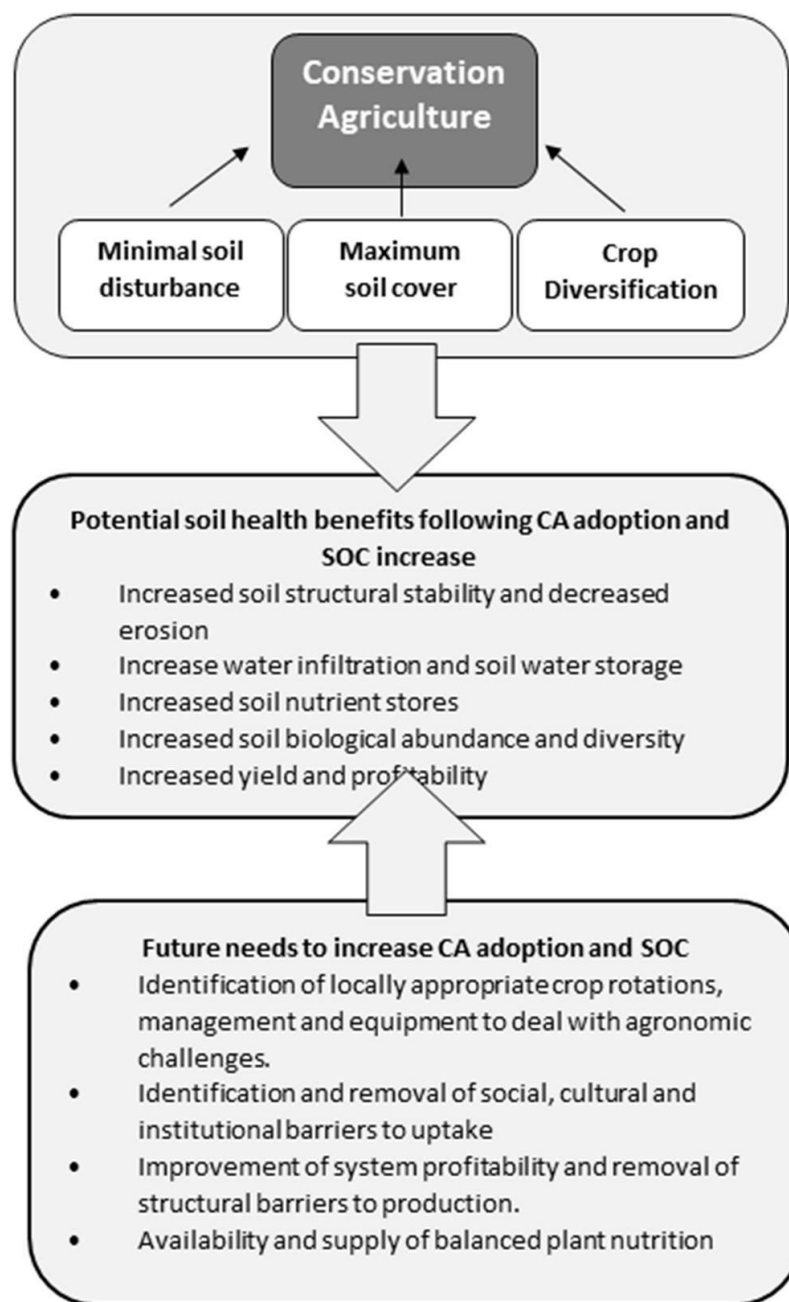 Conservation
Agriculture
Minimal soil
disturbance
Maximum
soil cover
Crop
Diversification
Potential soil health benefits following CA adoption and
SOC increase
• Increased soil structural stability and decreased
erosion
• Increase water infiltration and soil water storage
• Increased soil nutrient stores
• Increased soil biological abundance and diversity
• Increased yield and profitability
Future needs to increase CA adoption and SOC
• Identification of locally appropriate crop rotations,
management and equipment to deal with agronomic
challenges.
• Identification and removal of social, cultural and
institutional barriers to uptake
• Improvement of system profitability and removal of
structural barriers to production.
• Availability and supply of balanced plant nutrition